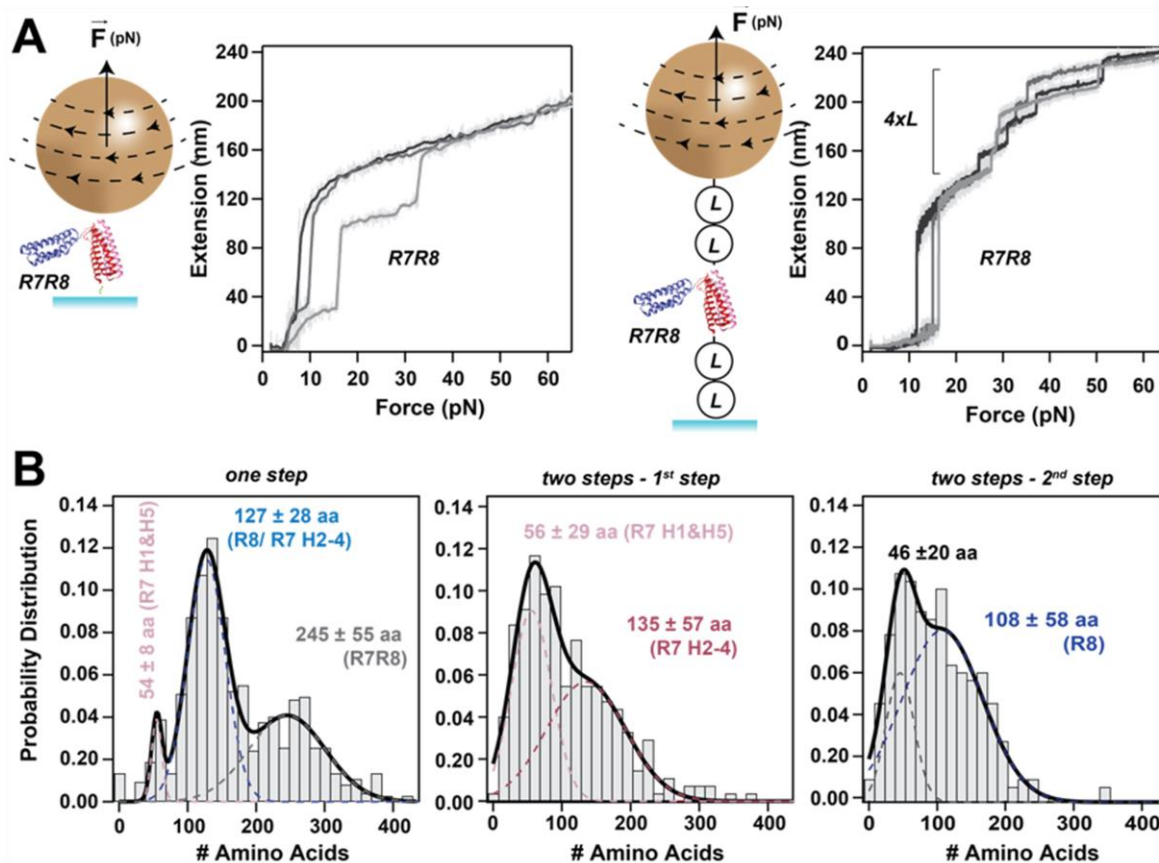 A
F (pN)
R7R8
Extension (nm)
240
200
160
120
80
40
0
R7R8
0 10 20 30 40 50 60
Force (pN)
F (pN)
L
L
R7R8
L
L
Extension (nm)
240
200
160
120
80
40
0
4xL
R7R8
0 10 20 30 40 50 60
Force (pN)
B
one step
Probability Distribution
0.14
0.12
0.10
0.08
0.06
0.04
0.20
0.00
54 ± 8 aa (R7 H1&H5)
127 ± 28 aa
(R8/ R7 H2-4)
245 ± 55 aa
(R7R8)
0 100 200 300 400
# Amino Acids
two steps - 1st step
0.14
0.12
0.10
0.08
0.06
0.04
0.20
0.00
56 ± 29 aa (R7 H1&H5)
135 ± 57 aa
(R7 H2-4)
0 100 200 300 400
# Amino Acids
two steps - 2nd step
0.14
0.12
0.10
0.08
0.06
0.04
0.20
0.00
46 ±20 aa
108 ± 58 aa
(R8)
0 100 200 300 400
# Amino Acids